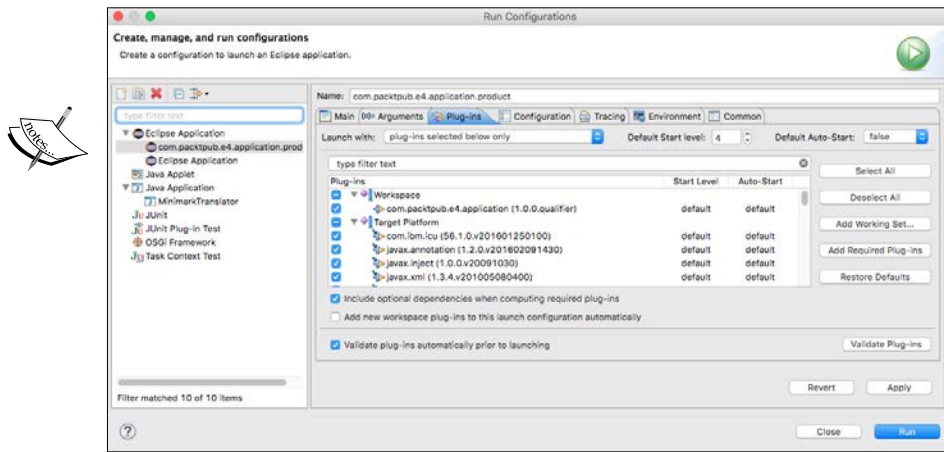 Run Configurations
Create, manage, and run configurations
Create a configuration to launch an Eclipse application.
notes
type filter text
Eclipse Application
com.packtpub.e4.application.prod
Eclipse Application
Java Applet
Java Application
MinimarkTranslator
Ju JUnit
JUnit Plug-in Test
OSGi Framework
Task Context Test
Filter matched 10 of 10 items
Name: com.packtpub.e4.application.product
Main Arguments Plug-ins Configuration Tracing Environment Common
Launch with: plug-ins selected below only Default Start level: 4 Default Auto-Start: false
type filter text
Plug-ins Start Level Auto-Start
Workspace
com.packtpub.e4.application (1.0.0.qualifier) default default
Target Platform
com.ibm.icu (56.1.0.v201601250100) default default
javax.annotation (1.2.0.v201602091430) default default
javax.inject (1.0.0.v20091030) default default
javax.xml (1.3.4.v201005080400) default default
Select All
Deselect All
Add Working Set...
Add Required Plug-ins
Restore Defaults
Include optional dependencies when computing required plug-ins
Add new workspace plug-ins to this launch configuration automatically
Validate plug-ins automatically prior to launching
Validate Plug-ins
Revert Apply
? Close Run